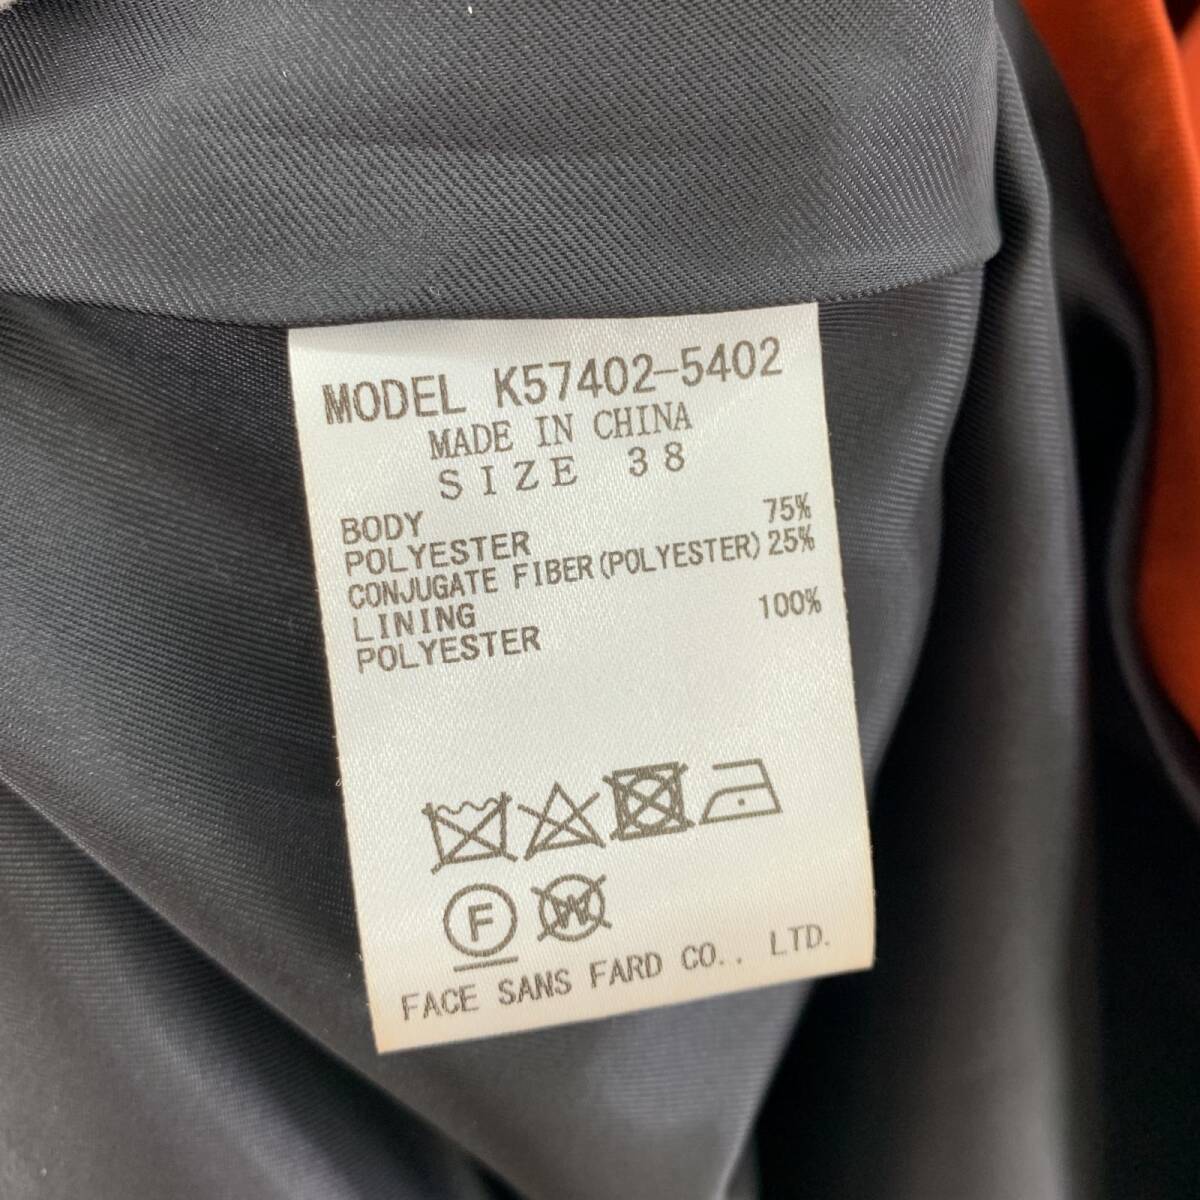 MODEL K57402-5402
MADE IN CHINA
SIZE 38
BODY
POLYESTER 75%
CONJUGATE FIBER(POLYESTER) 25%
LINING
POLYESTER 100%
F
W
FACE SANS FARD CO., LTD.